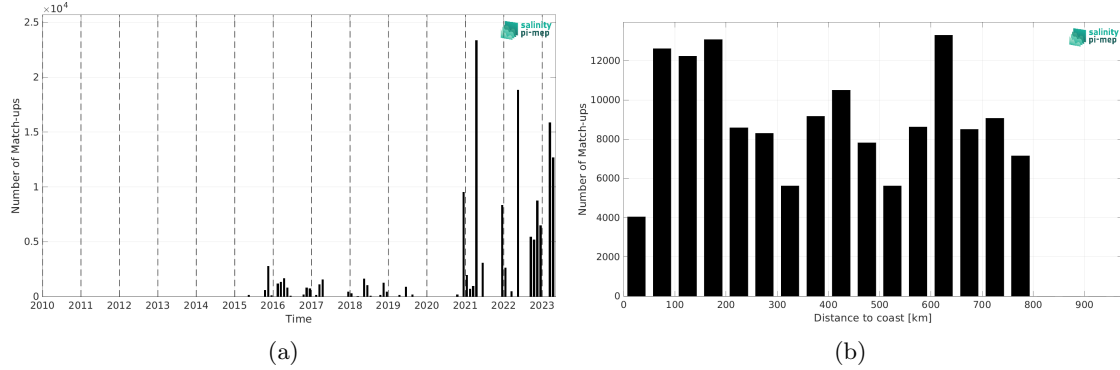 ×10⁴
2.5
2
1.5
1
0.5
0
Number of Match-ups
2010 2011 2012 2013 2014 2015 2016 2017 2018 2019 2020 2021 2022 2023
Time
salinity
pi-mep
(a)
12000
10000
8000
6000
4000
2000
0
Number of Match-ups
0 100 200 300 400 500 600 700 800 900
Distance to coast [km]
salinity
pi-mep
(b)